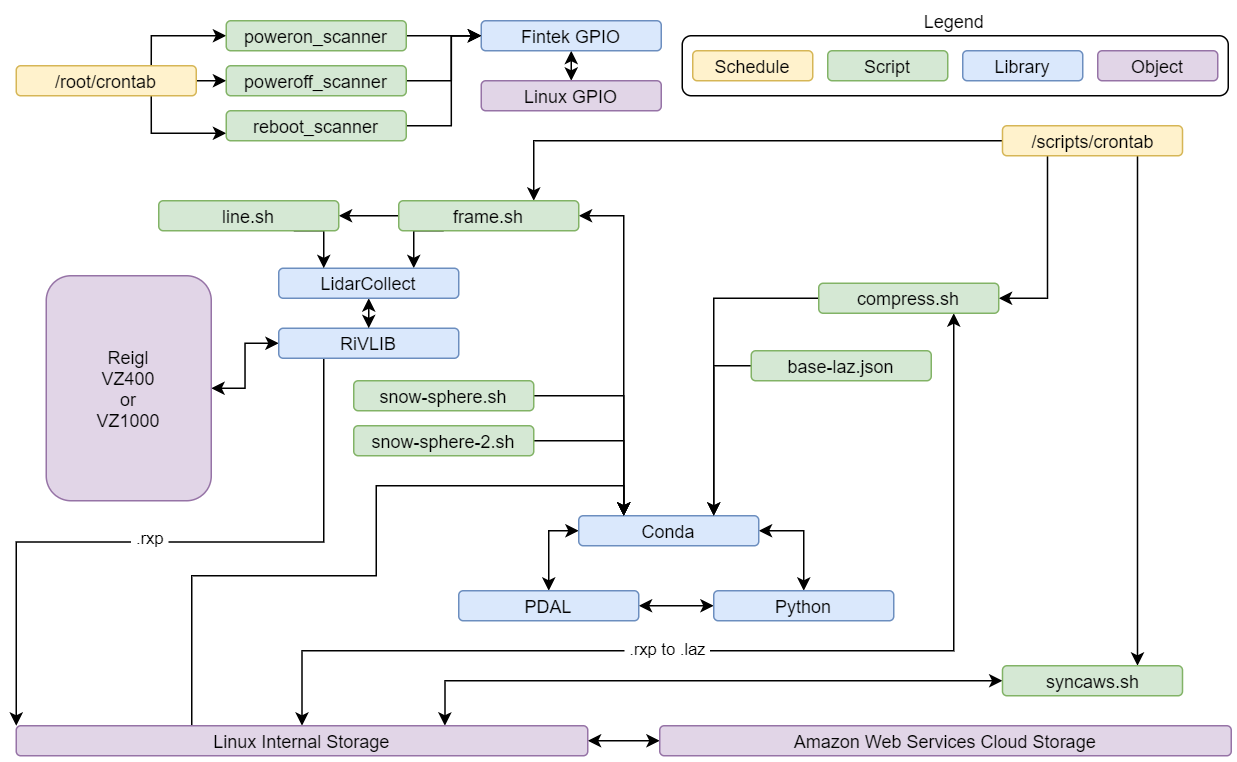 Legend
Schedule
Script
Library
Object
poweron_scanner
Fintek GPIO
/root/crontab
poweroff_scanner
Linux GPIO
reboot_scanner
/scripts/crontab
line.sh
frame.sh
LidarCollect
compress.sh
RiVLIB
Reigl
VZ400
or
VZ1000
base-laz.json
snow-sphere.sh
snow-sphere-2.sh
.rxp
Conda
PDAL
Python
.rxp to .laz
syncaws.sh
Linux Internal Storage
Amazon Web Services Cloud Storage